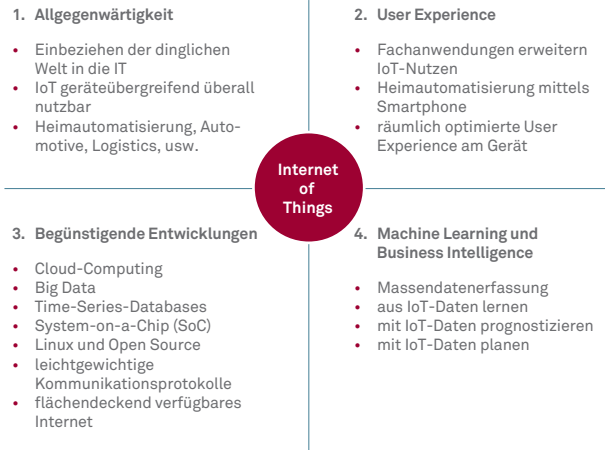 1. Allgegenwärtigkeit
• Einbeziehen der dinglichen
Welt in die IT
• IoT geräteübergreifend überall
nutzbar
• Heimautomatisierung, Auto-
motive, Logistics, usw.
2. User Experience
• Fachanwendungen erweitern
IoT-Nutzen
• Heimautomatisierung mittels
Smartphone
• räumlich optimierte User
Experience am Gerät
Internet
of
Things
3. Begünstigende Entwicklungen
• Cloud-Computing
• Big Data
• Time-Series-Databases
• System-on-a-Chip (SoC)
• Linux und Open Source
• leichtgewichtige
Kommunikationsprotokolle
• flächendeckend verfügbares
Internet
4. Machine Learning und
Business Intelligence
• Massendatenerfassung
• aus IoT-Daten lernen
• mit IoT-Daten prognostizieren
• mit IoT-Daten planen